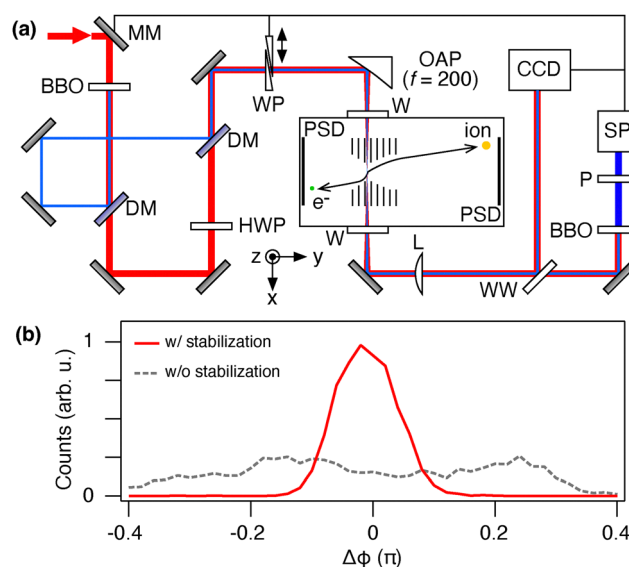 (a)
MM
BBO
WP
OAP
(f = 200)
CCD
SP
DM
W
PSD
ion
P
DM
HWP
e-
PSD
BBO
z
y
x
W
L
WW
(b)
w/ stabilization
w/o stabilization
Counts (arb. u.)
1
0
-0.4
-0.2
0
0.2
0.4
Δϕ (π)